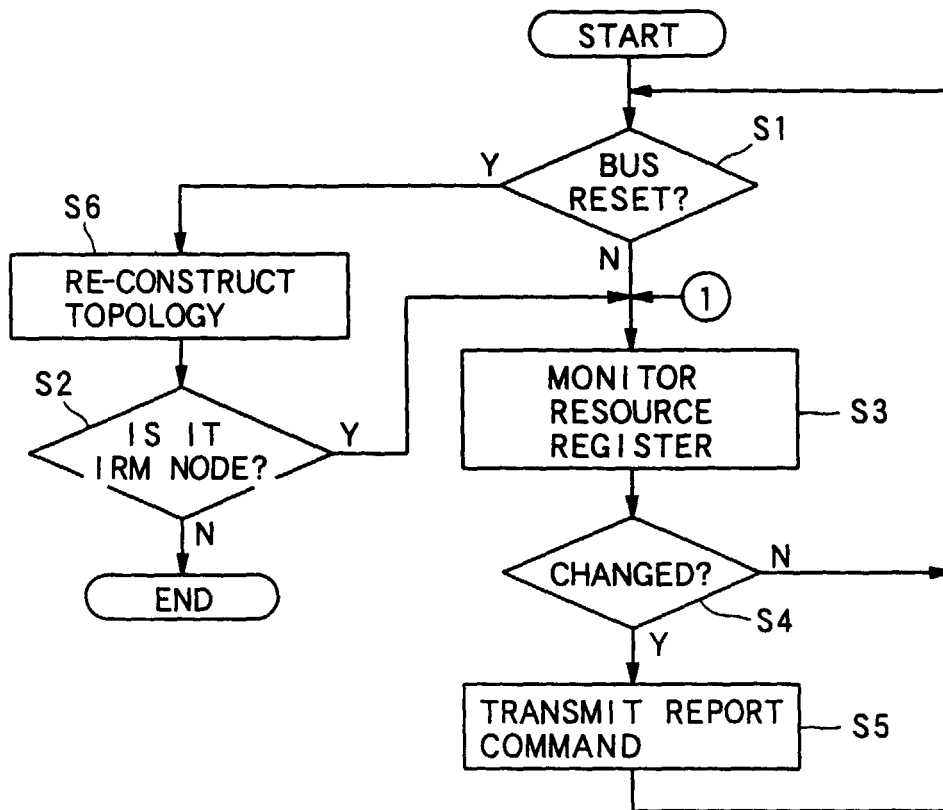 START
S1
BUS
RESET?
Y
N
S6
RE-CONSTRUCT
TOPOLOGY
1
S2
IS IT
IRM NODE?
Y
N
END
MONITOR
RESOURCE
REGISTER
S3
CHANGED?
N
S4
Y
TRANSMIT REPORT
COMMAND
S5